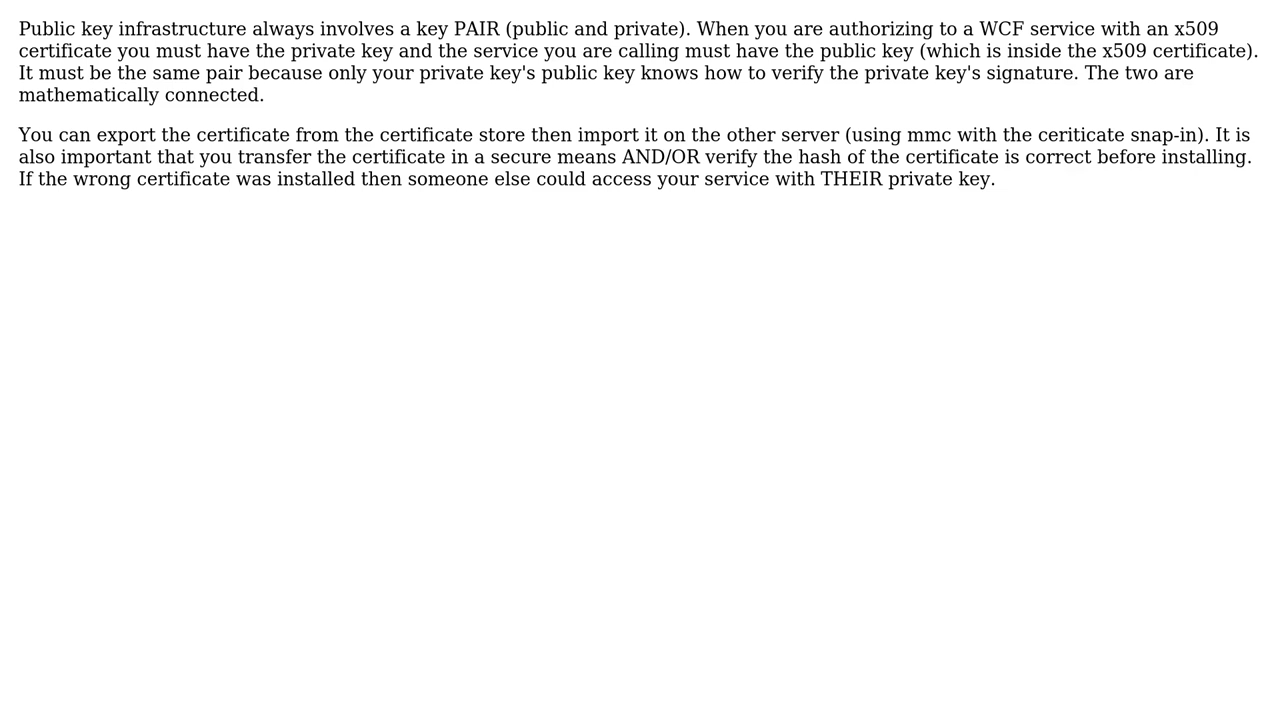 Public key infrastructure always involves a key PAIR (public and private). When you are authorizing to a WCF service with an x509
certificate you must have the private key and the service you are calling must have the public key (which is inside the x509 certificate).
It must be the same pair because only your private key's public key knows how to verify the private key's signature. The two are
mathematically connected.
You can export the certificate from the certificate store then import it on the other server (using mmc with the ceriticate snap-in). It is
also important that you transfer the certificate in a secure means AND/OR verify the hash of the certificate is correct before installing.
If the wrong certificate was installed then someone else could access your service with THEIR private key.